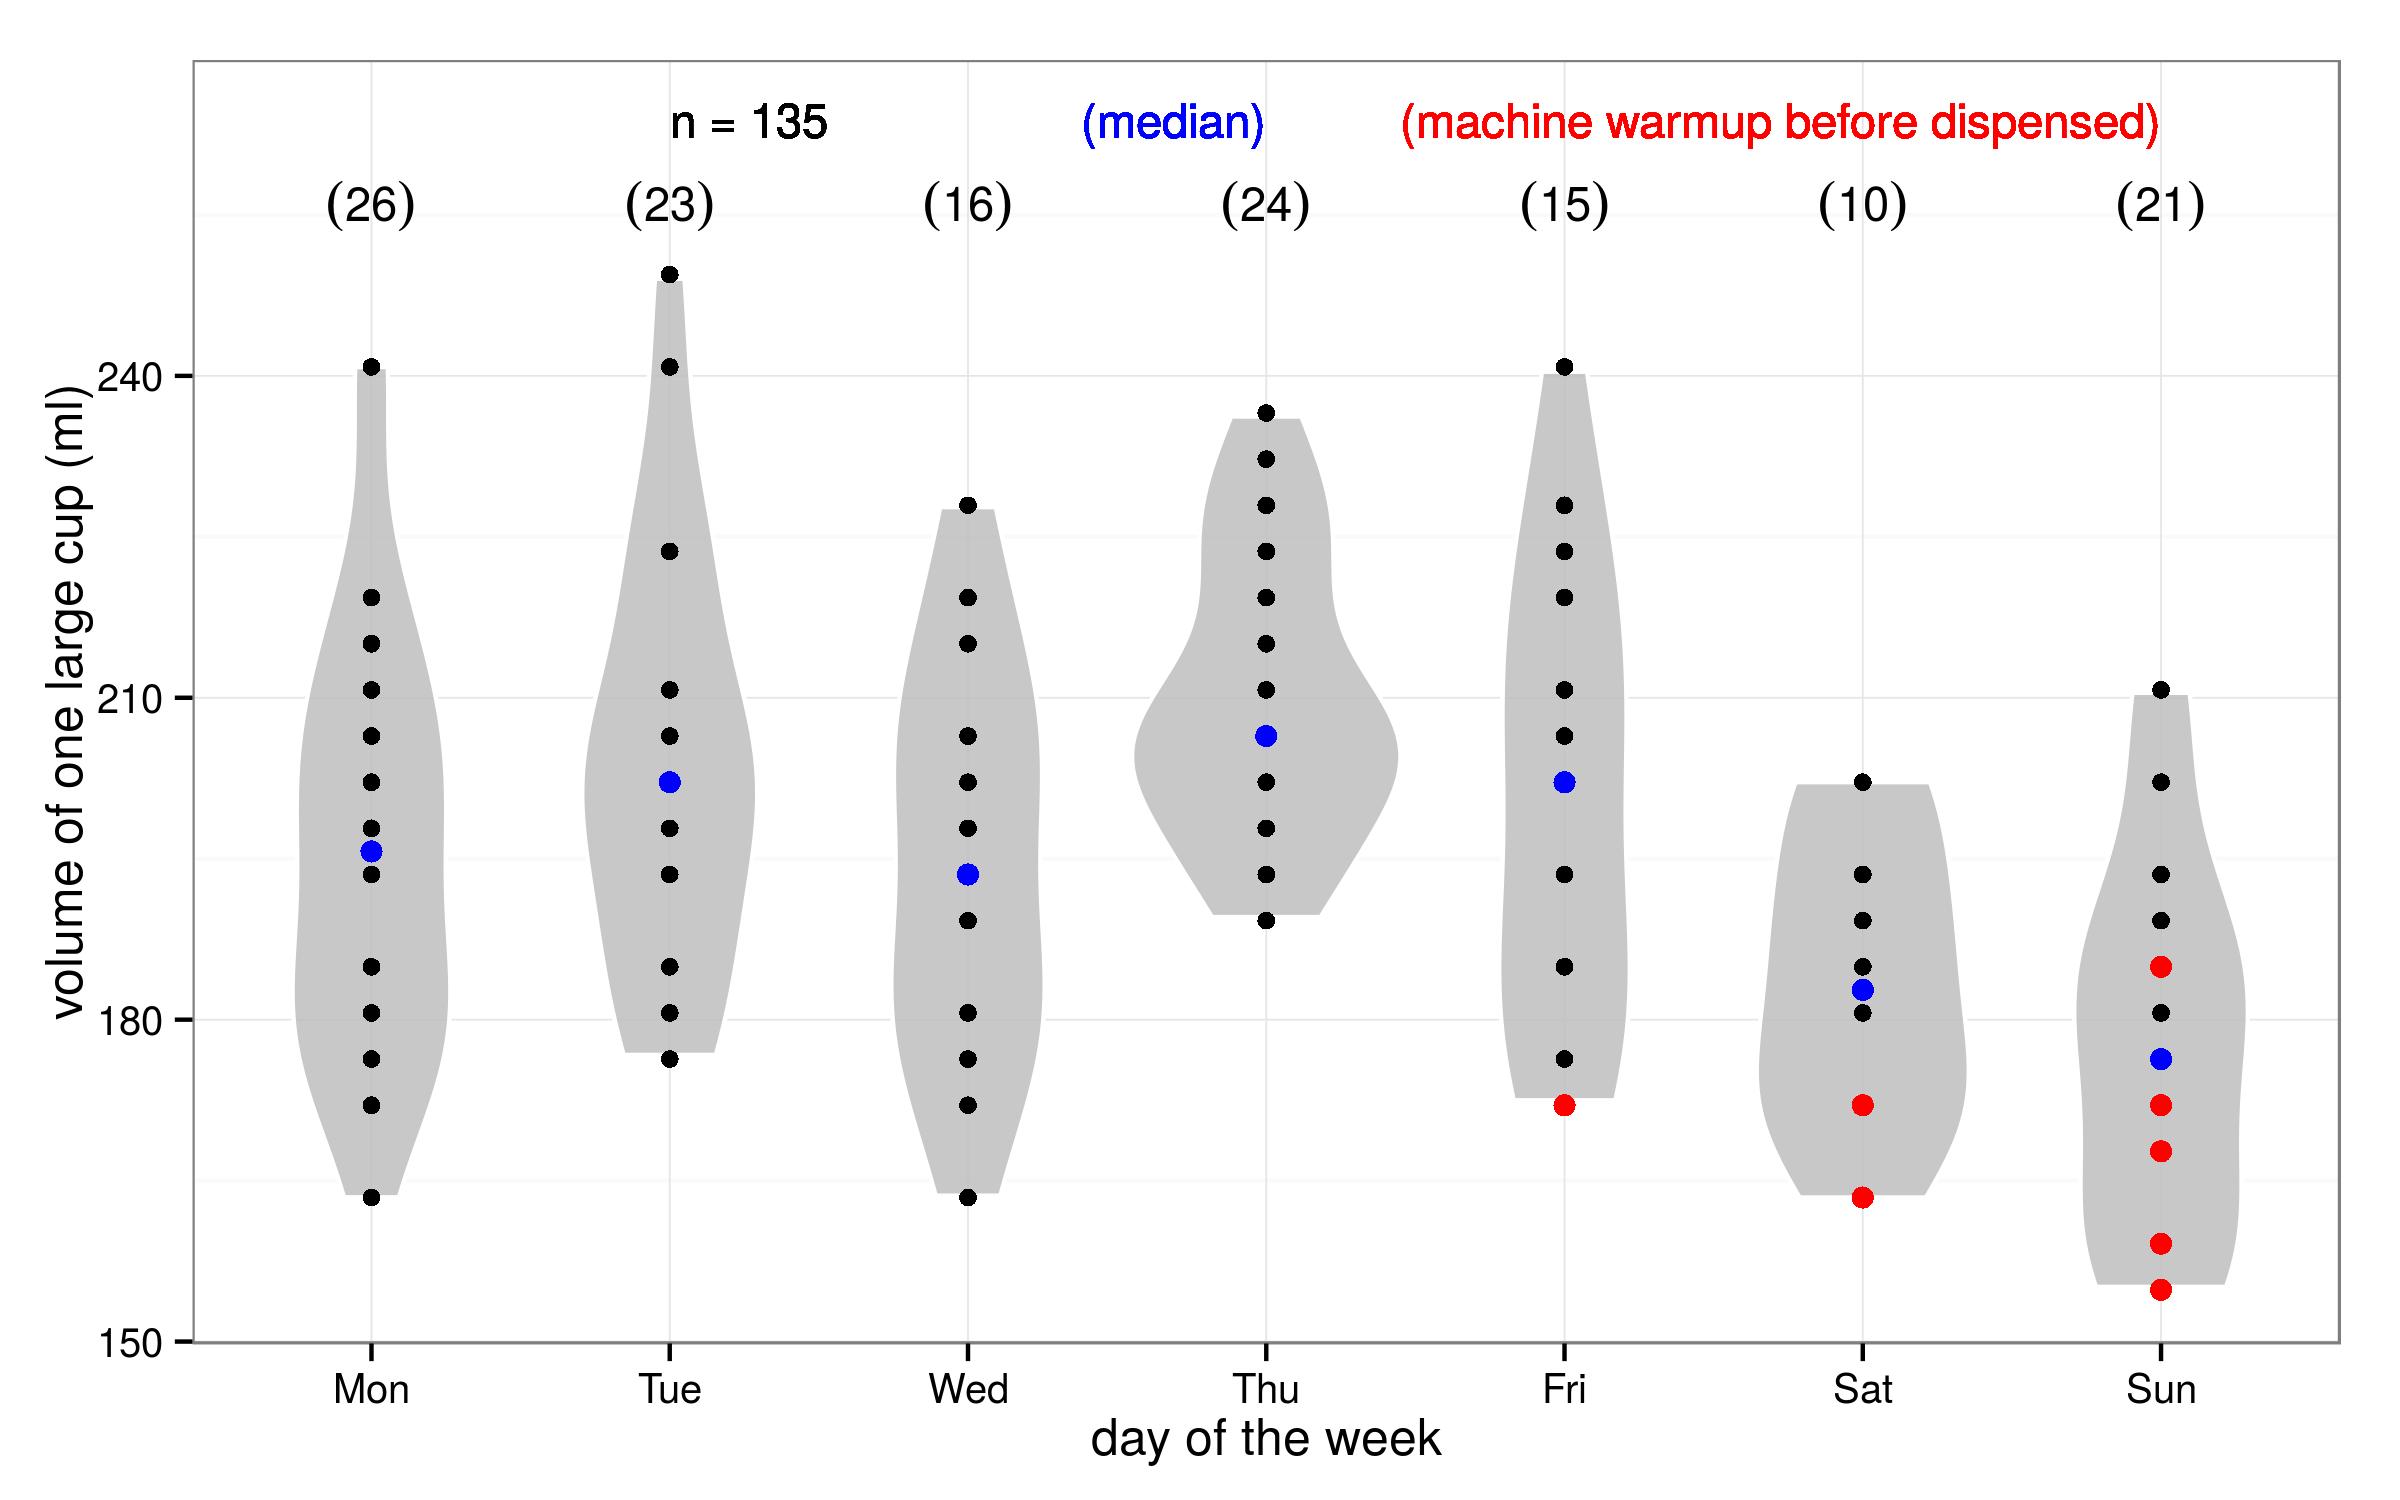 n = 135 (median) (machine warmup before dispensed)
(26) (23) (16) (24) (15) (10) (21)
volume of one large cup (ml)
240
210
180
150
Mon Tue Wed Thu Fri Sat Sun
day of the week